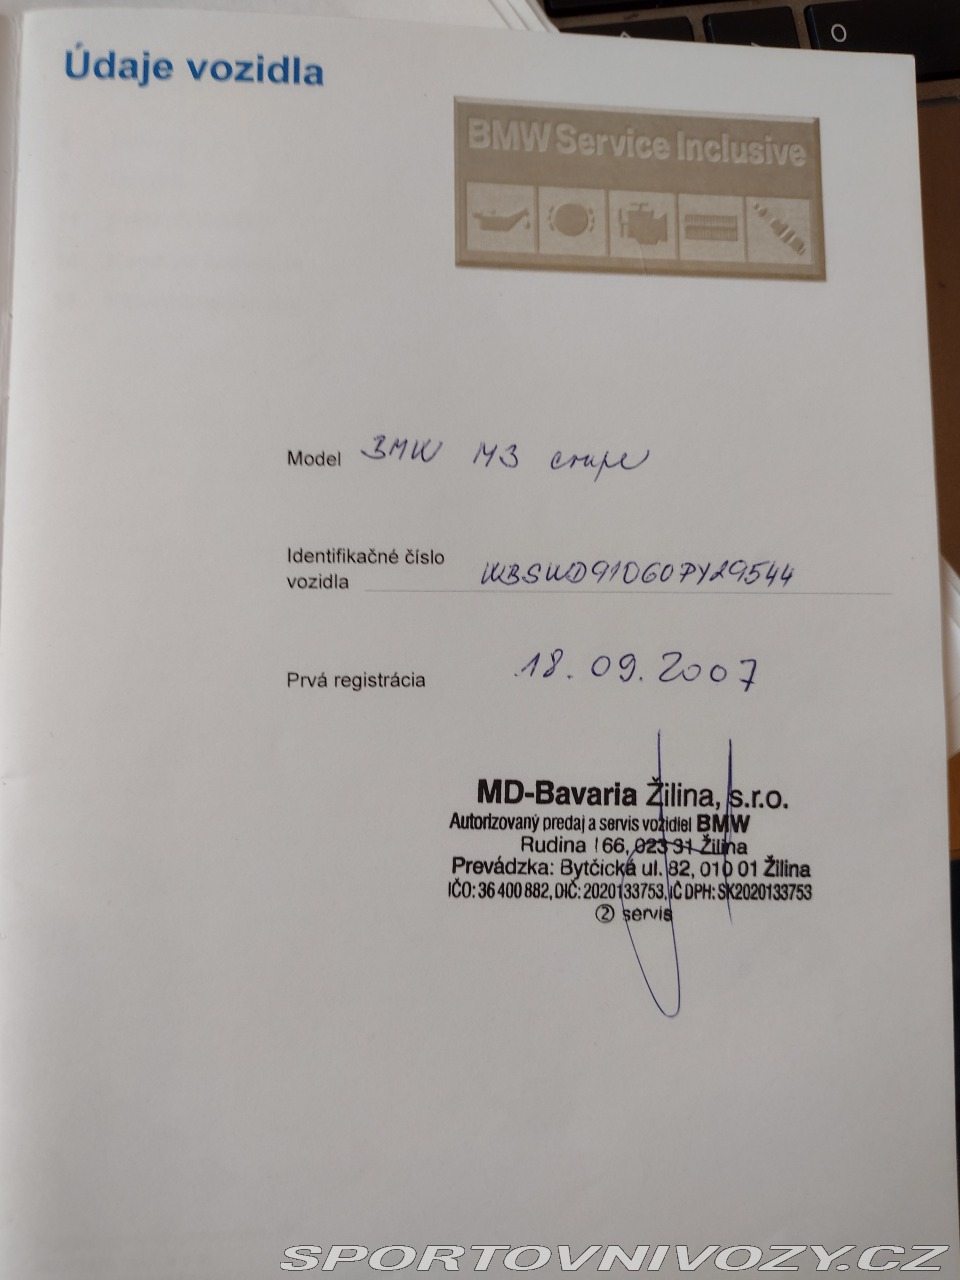 Údaje vozidla
BMW Service Inclusive
Model BMW M3 coupe
Identifikačné číslo
vozidla WBSWD91060PY29544
Prvá registrácia 18.09.2007
MD-Bavaria Žilina, s.r.o.
Autorizovaný predaj a servis vozidiel BMW
Rudina 166, 023 31 Žilina
Prevádzka: Bytčická ul. 82, 010 01 Žilina
IČO: 36 400 882, DIČ: 2020133753, IČ DPH: SK2020133753
② servis
SPORTOVNIVOZY.CZ